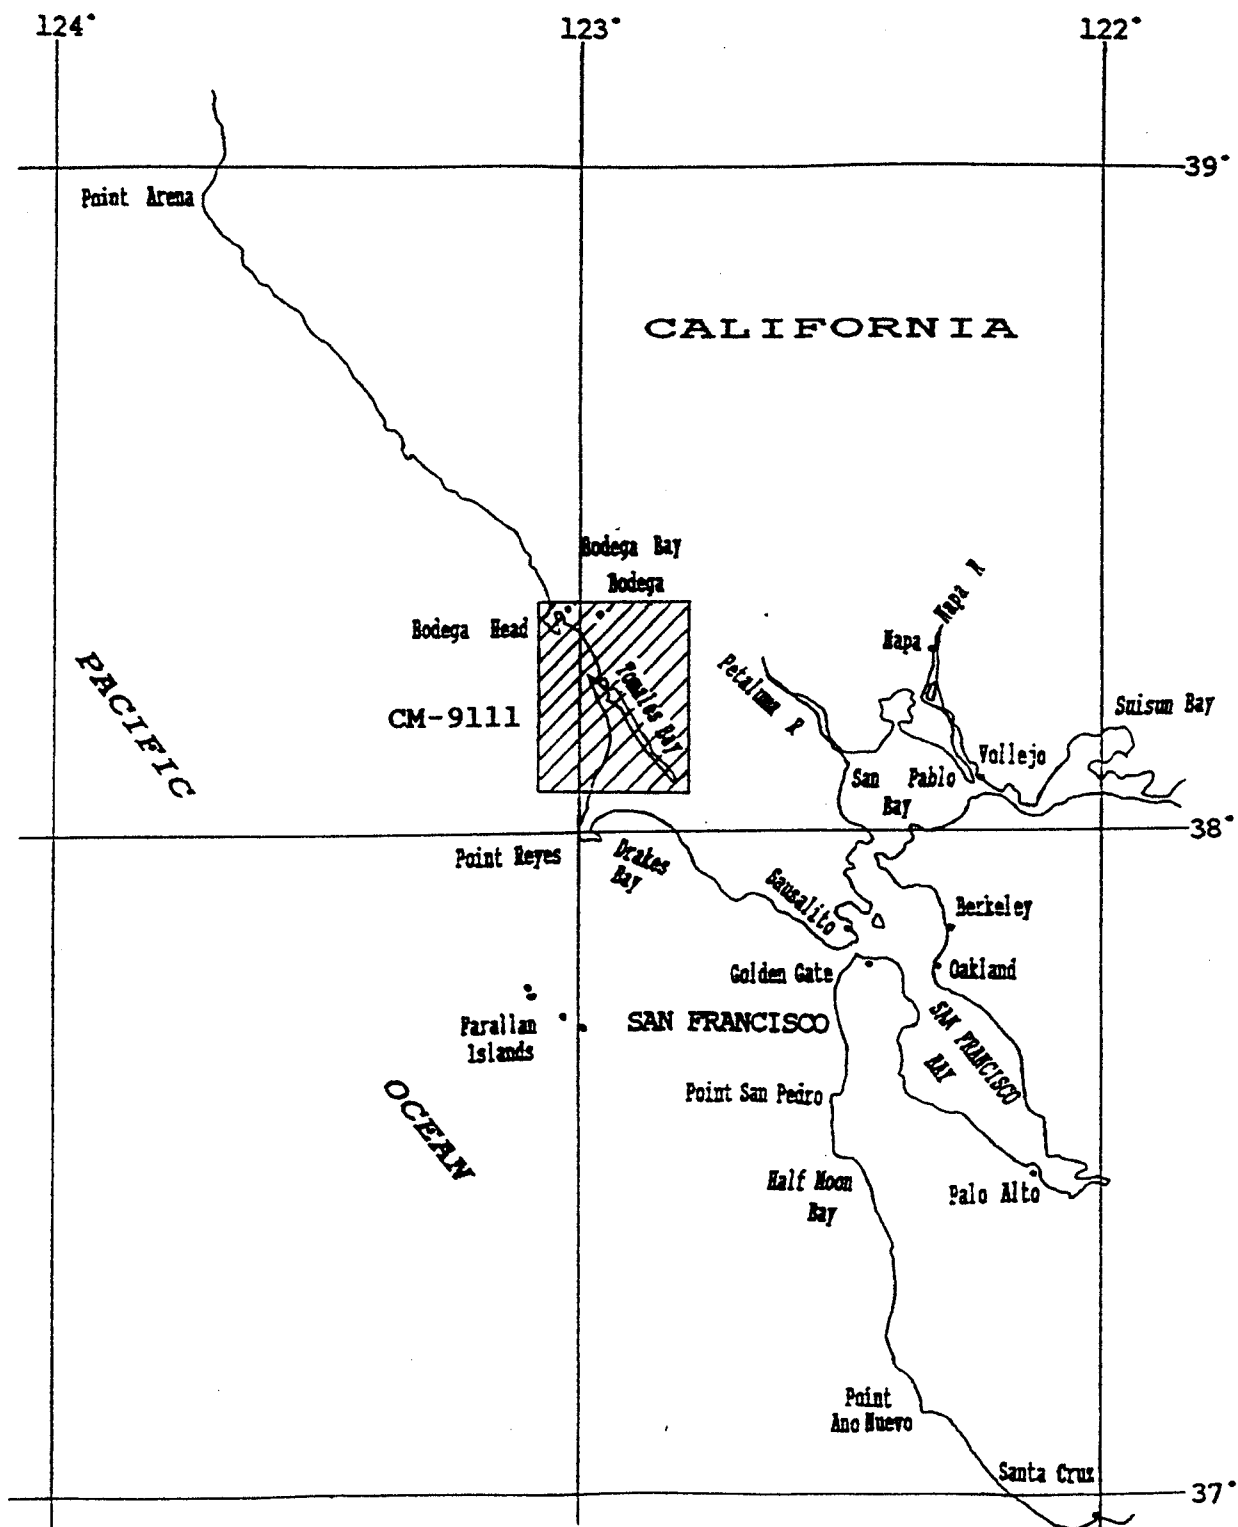 124°
123°
122°
39°
Point Arena
CALIFORNIA
Bodega Bay
Bodega
Napa R
Bodega Head
Napa
PACIFIC
Tomales Bay
Petaluma R
CM-9111
Suisun Bay
Vollejo
San Pablo
Bay
38°
Point Reyes
Drakes
Bay
Sausalito
Berkeley
Golden Gate
Oakland
Farallan
Islands
SAN FRANCISCO
SAN FRANCISCO
BAY
OCEAN
Point San Pedro
Half Moon
Bay
Palo Alto
Point
Ano Nuevo
Santa Cruz
37°